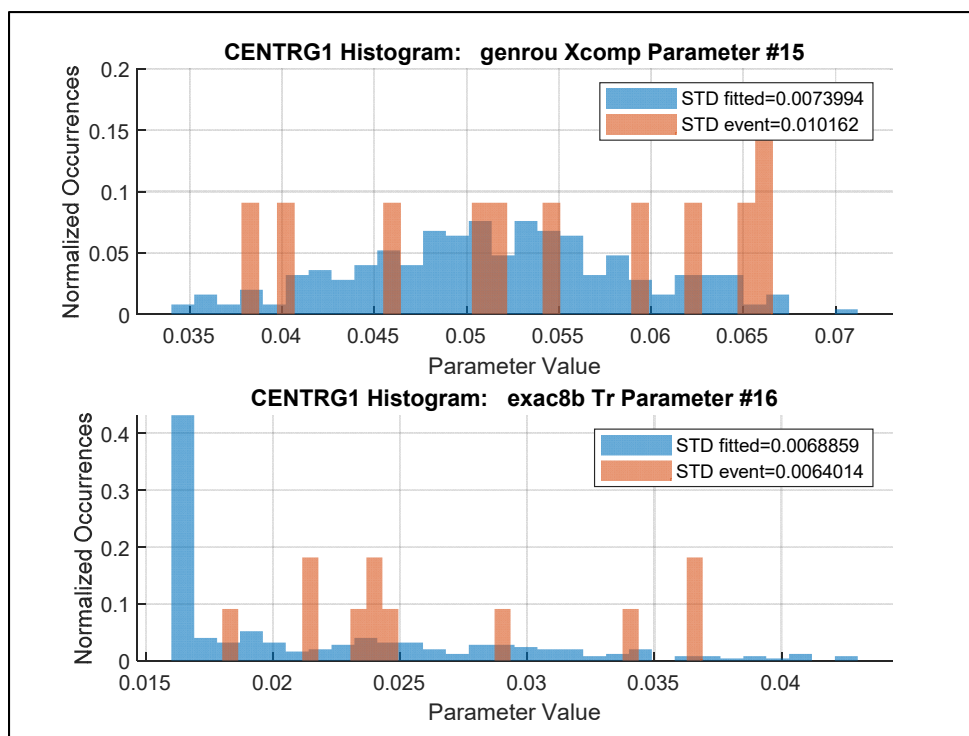 CENTRG1 Histogram: genrou Xcomp Parameter #15
Normalized Occurrences
0.2
0.15
0.1
0.05
0
STD fitted=0.0073994
STD event=0.010162
0.035 0.04 0.045 0.05 0.055 0.06 0.065 0.07
Parameter Value
CENTRG1 Histogram: exac8b Tr Parameter #16
Normalized Occurrences
0.4
0.3
0.2
0.1
0
STD fitted=0.0068859
STD event=0.0064014
0.015 0.02 0.025 0.03 0.035 0.04
Parameter Value